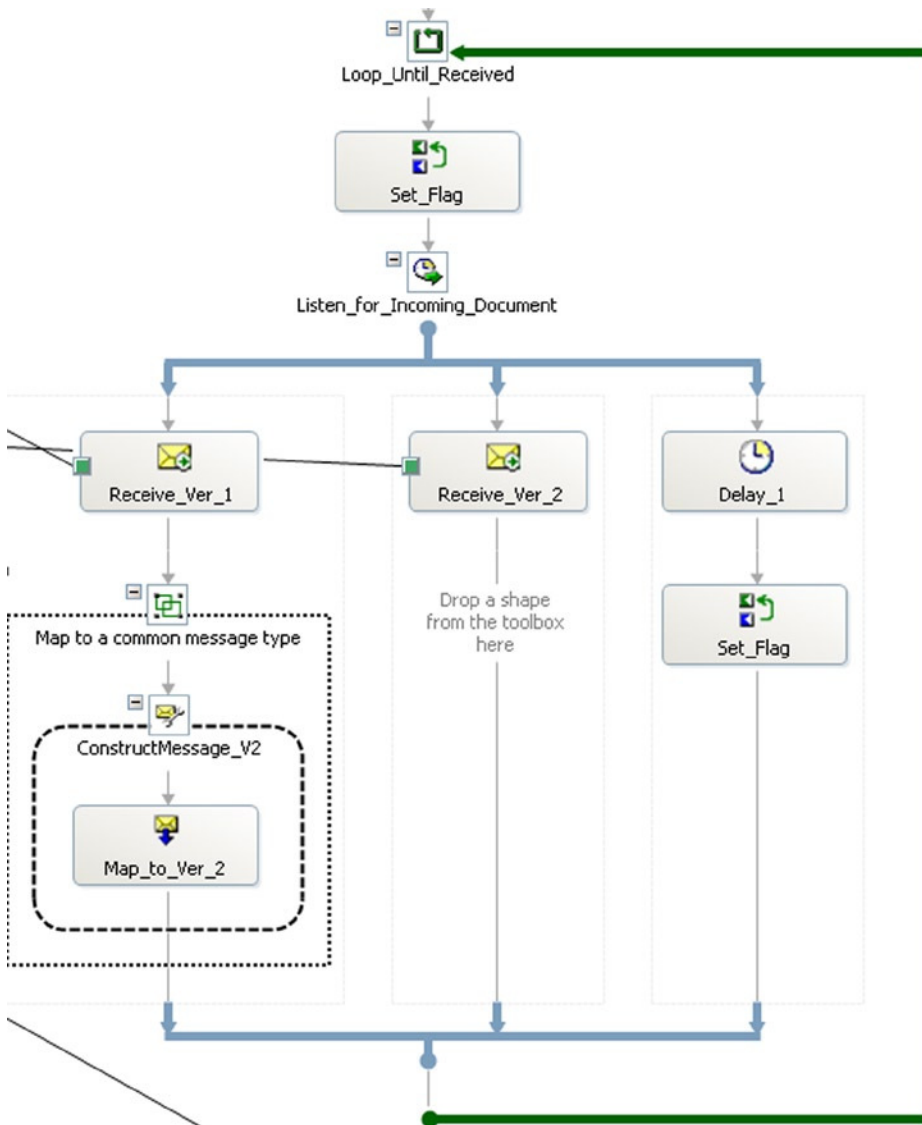 Loop_Until_Received
Set_Flag
Listen_for_Incoming_Document
Receive_Ver_1
Receive_Ver_2
Delay_1
Map to a common message type
Drop a shape
from the toolbox
here
Set_Flag
ConstructMessage_V2
Map_to_Ver_2